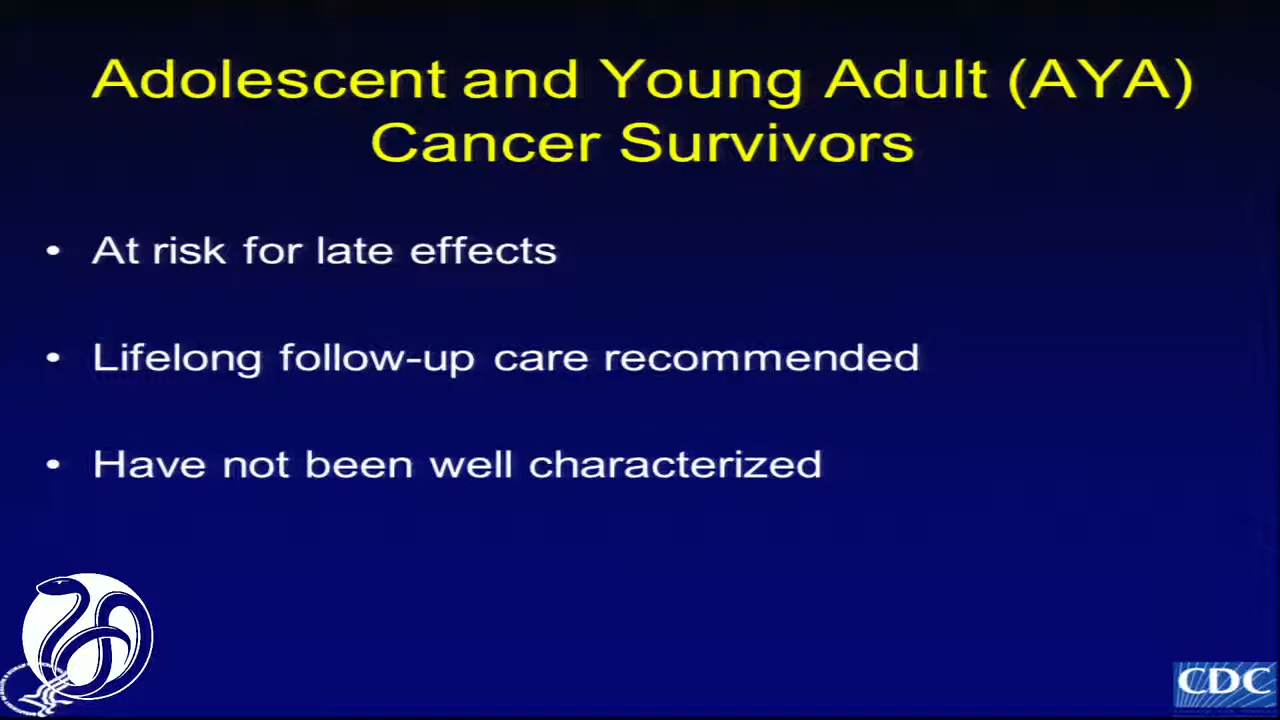 Adolescent and Young Adult (AYA)
Cancer Survivors
• At risk for late effects
• Lifelong follow-up care recommended
• Have not been well characterized
CDC